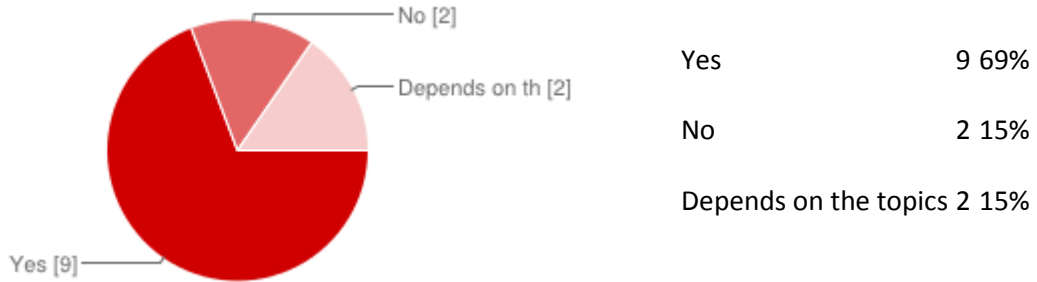 No [2]
Depends on th [2]
Yes [9]
Yes 9 69%
No 2 15%
Depends on the topics 2 15%